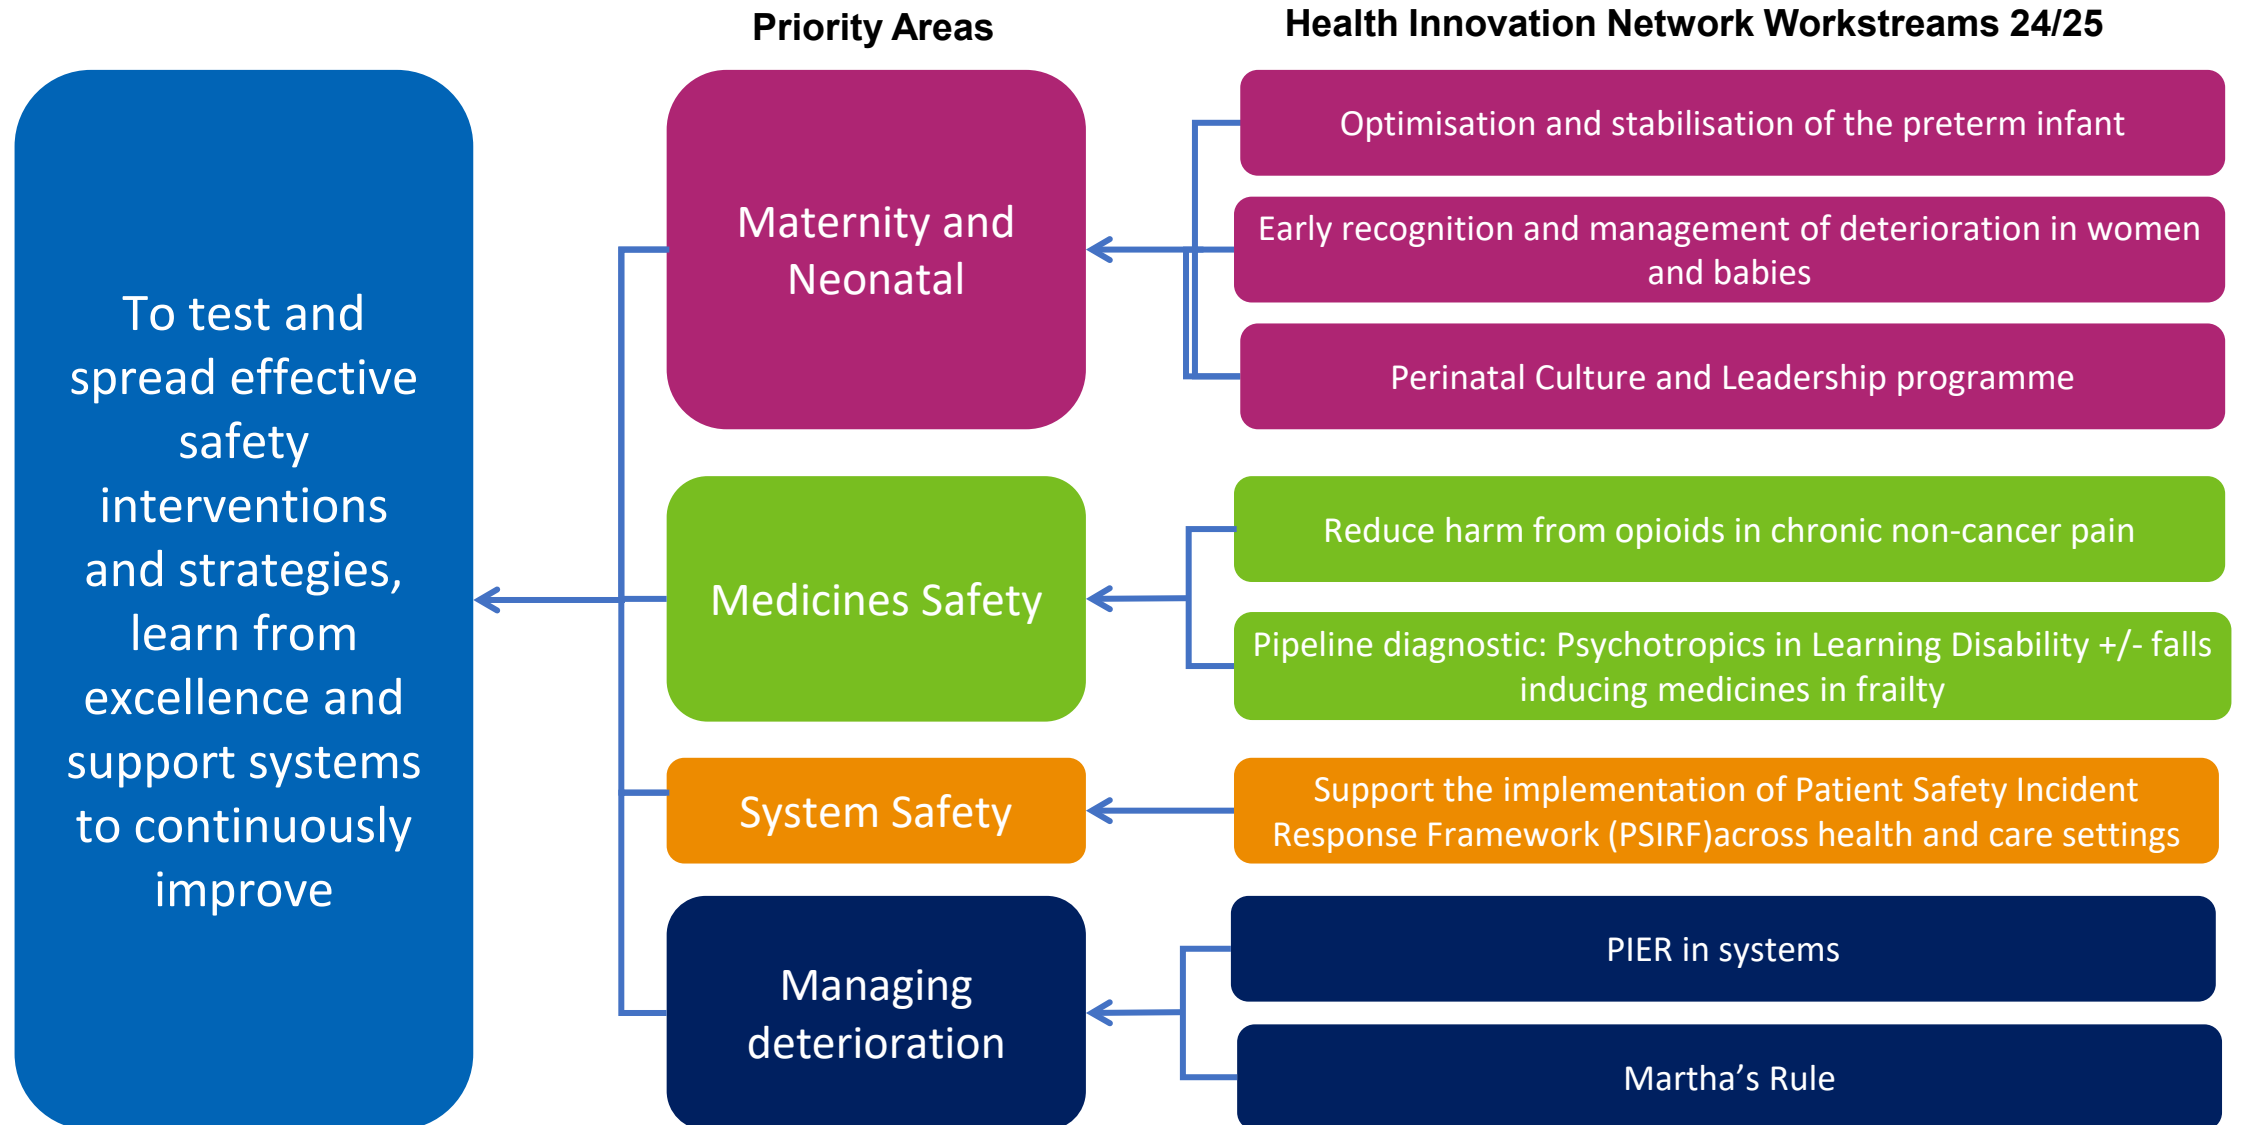 Priority Areas
Health Innovation Network Workstreams 24/25
To test and
spread effective
safety
interventions
and strategies,
learn from
excellence and
support systems
to continuously
improve
Maternity and
Neonatal
Optimisation and stabilisation of the preterm infant
Early recognition and management of deterioration in women
and babies
Perinatal Culture and Leadership programme
Medicines Safety
Reduce harm from opioids in chronic non-cancer pain
Pipeline diagnostic: Psychotropics in Learning Disability +/- falls
inducing medicines in frailty
System Safety
Support the implementation of Patient Safety Incident
Response Framework (PSIRF)across health and care settings
Managing
deterioration
PIER in systems
Martha’s Rule